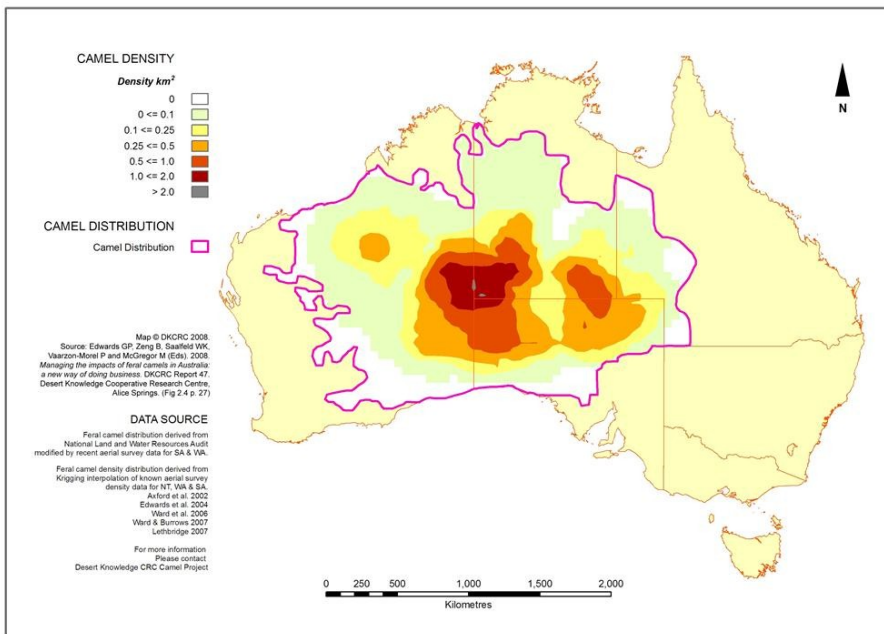 CAMEL DENSITY
Density km²
0
0 <= 0.1
0.1 <= 0.25
0.25 <= 0.5
0.5 <= 1.0
1.0 <= 2.0
> 2.0
CAMEL DISTRIBUTION
Camel Distribution
Map © DKCRC 2008.
Source: Edwards GP, Zeng B, Saalfeld WK,
Vaarzon-Morel P and McGregor M (Eds). 2008.
Managing the impacts of feral camels in Australia:
a new way of doing business. DKCRC Report 47.
Desert Knowledge Cooperative Research Centre,
Alice Springs. (Fig 2.4 p. 27)
DATA SOURCE
Feral camel distribution derived from
National Land and Water Resources Audit
modified by recent aerial survey data for SA & WA.
Feral camel density distribution derived from
Krigging interpolation of known aerial survey
density data for NT, WA & SA.
Axford et al. 2002
Edwards et al. 2004
Ward et al. 2006
Ward & Burrows 2007
Lethbridge 2007
For more information
Please contact
Desert Knowledge CRC Camel Project
N
0 250 500 1,000 1,500 2,000
Kilometres